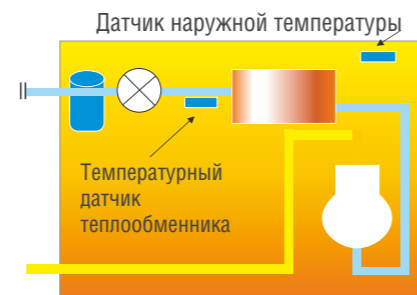 Датчик наружной температуры
Температурный
датчик
теплообменника